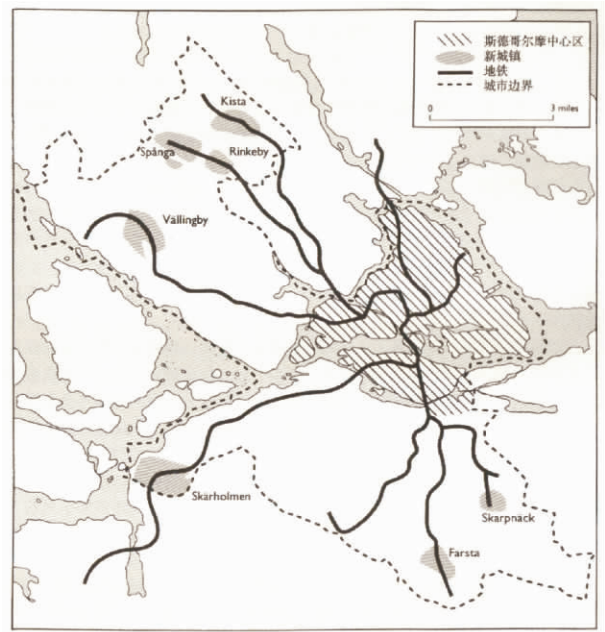 斯德哥尔摩中心区
新城镇
地铁
城市边界
0 3 miles
Kista
Spånga
Rinkeby
Vällingby
Skärholmen
Skarpnäck
Farsta